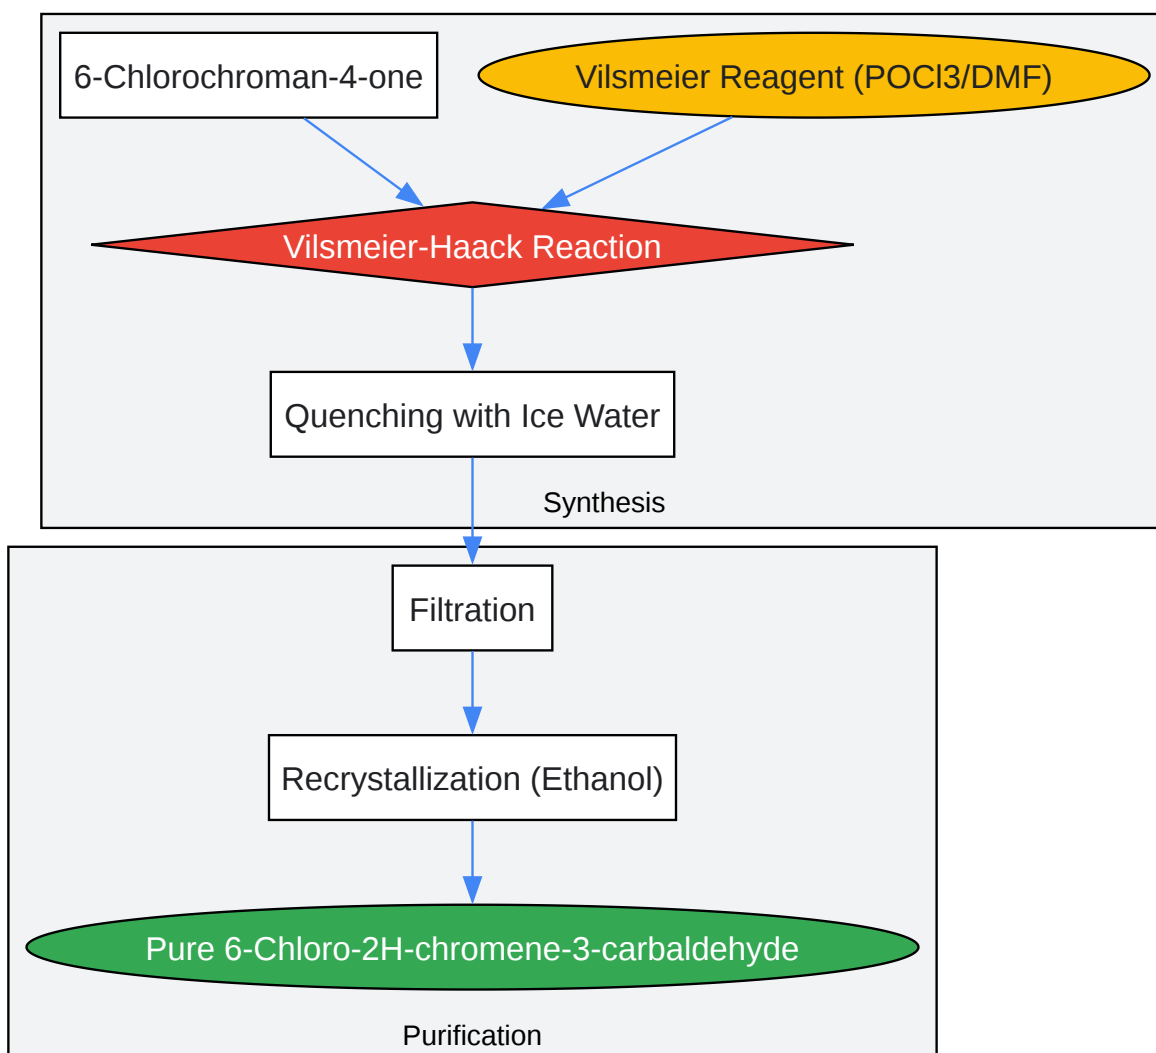 6-Chlorochroman-4-one
Vilsmeier Reagent (POCl3/DMF)
Vilsmeier-Haack Reaction
Quenching with Ice Water
Synthesis
Filtration
Recrystallization (Ethanol)
Pure 6-Chloro-2H-chromene-3-carbaldehyde
Purification